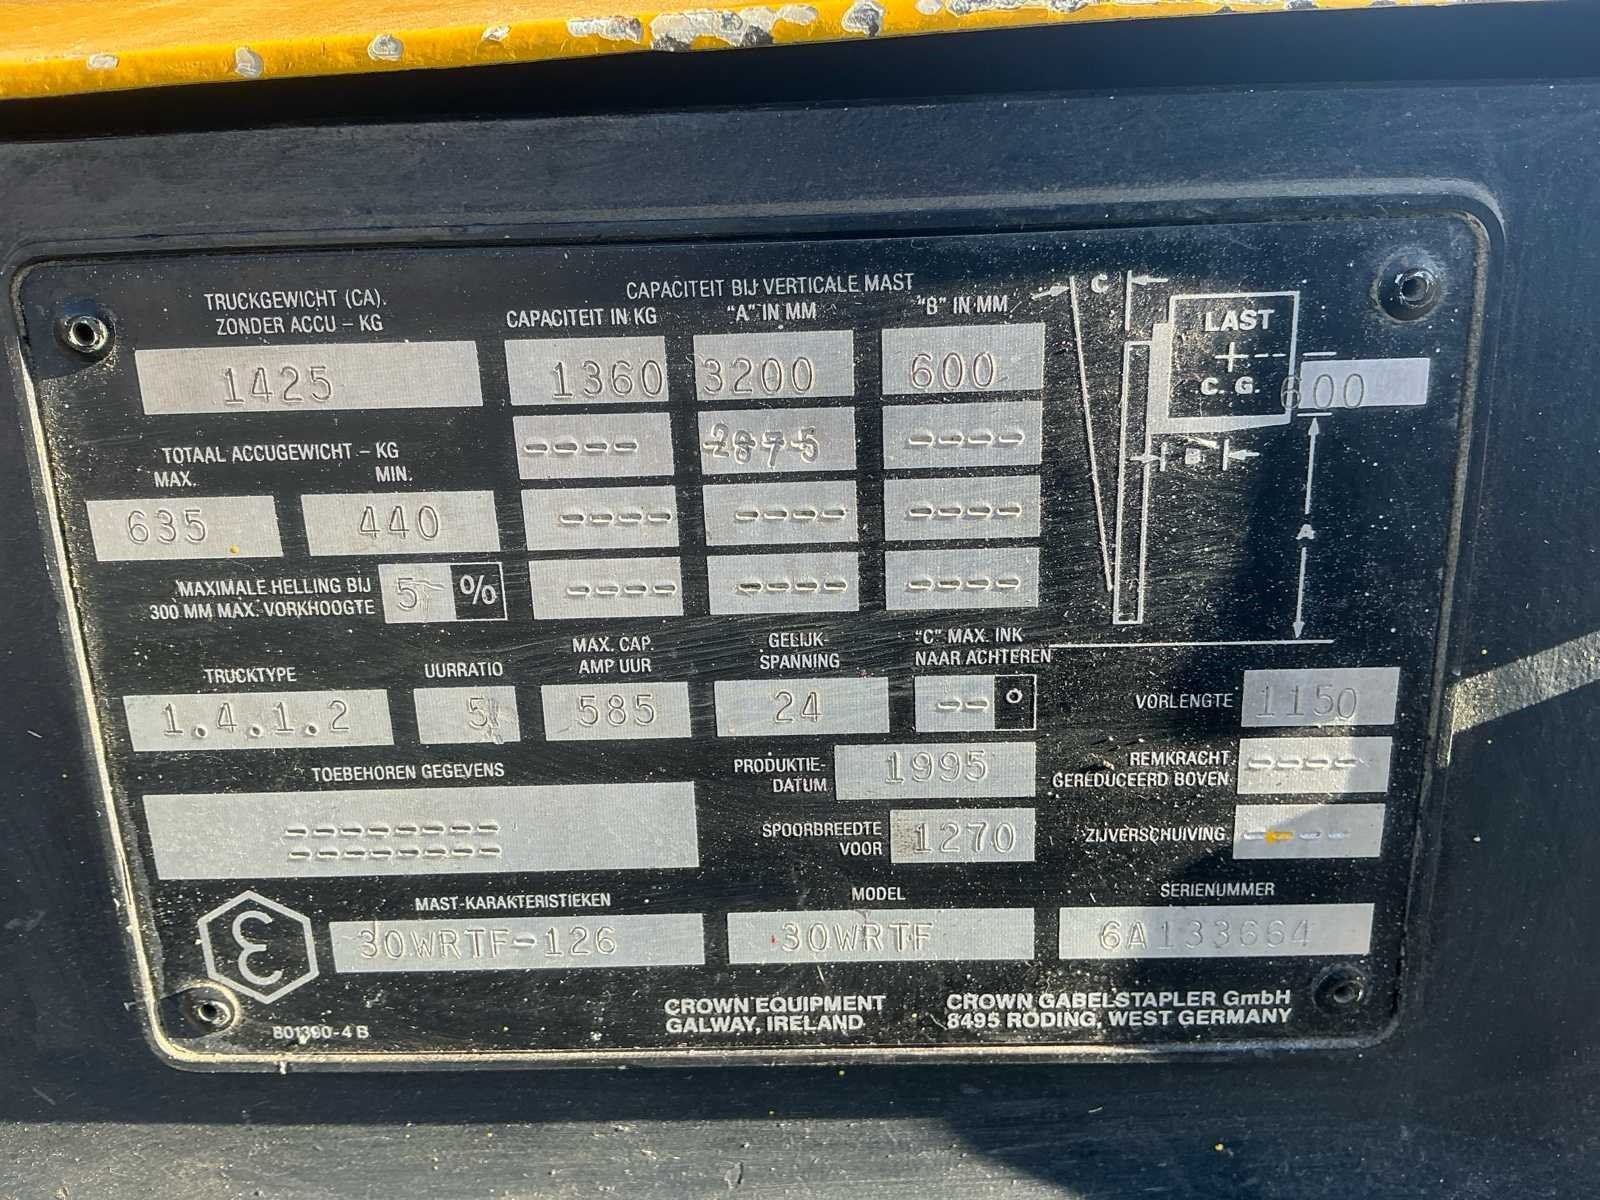 TRUCKGEWICHT (CA).
ZONDER ACCU - KG
1425
CAPACITEIT BIJ VERTICALE MAST
CAPACITEIT IN KG "A" IN MM "B" IN MM
1360 3200 600
---- ----
---- ---- ----
---- ---- ----
C
LAST
C. G.
600
B
A
TOTAAL ACCUGEWICHT - KG
MAX. MIN.
635 440
MAXIMALE HELLING BIJ
300 MM MAX. VORKHOOGTE
5 %
TRUCKTYPE
1.4.1.2
UURRATIO
5
MAX. CAP.
AMP UUR
585
GELIJK-
SPANNING
24
"C" MAX. INK
NAAR ACHTEREN
-- °
VORLENGTE 1150
TOEBEHOREN GEGEVENS
--------
--------
PRODUKTIE-
DATUM
1995
REMKRACHT
GEREDUCEERD BOVEN
----
SPOORBREEDTE
VOOR
1270
ZIJVERSCHUIVING ----
MAST-KARAKTERISTIEKEN
30WRTF-126
MODEL
30WRTF
SERIENUMMER
6A133664
801390-4 B
CROWN EQUIPMENT
GALWAY, IRELAND
CROWN GABELSTAPLER GmbH
8495 RODING, WEST GERMANY